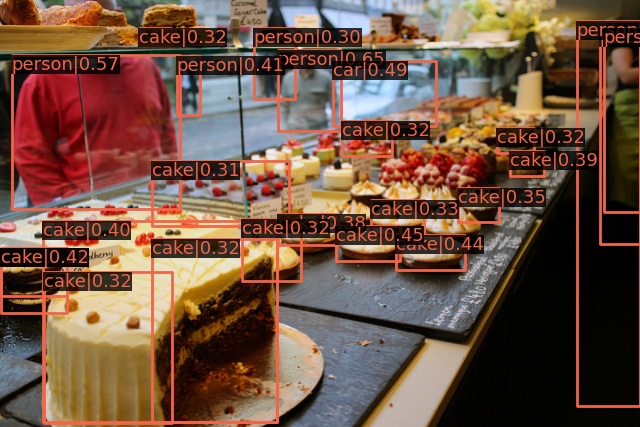 Caramel
£4.50
cake|0.32
person|0.30
person
pers
person|0.57
person|0.41
person|0.65
car|0.49
cake|0.32
cake|0.32
cake|0.39
cake|0.31
cake|0.35
cake|0.33
cake|0.32
0.38
cake|0.40
cake|0.32
cake|0.45
cake|0.44
cake|0.42
cake|0.32